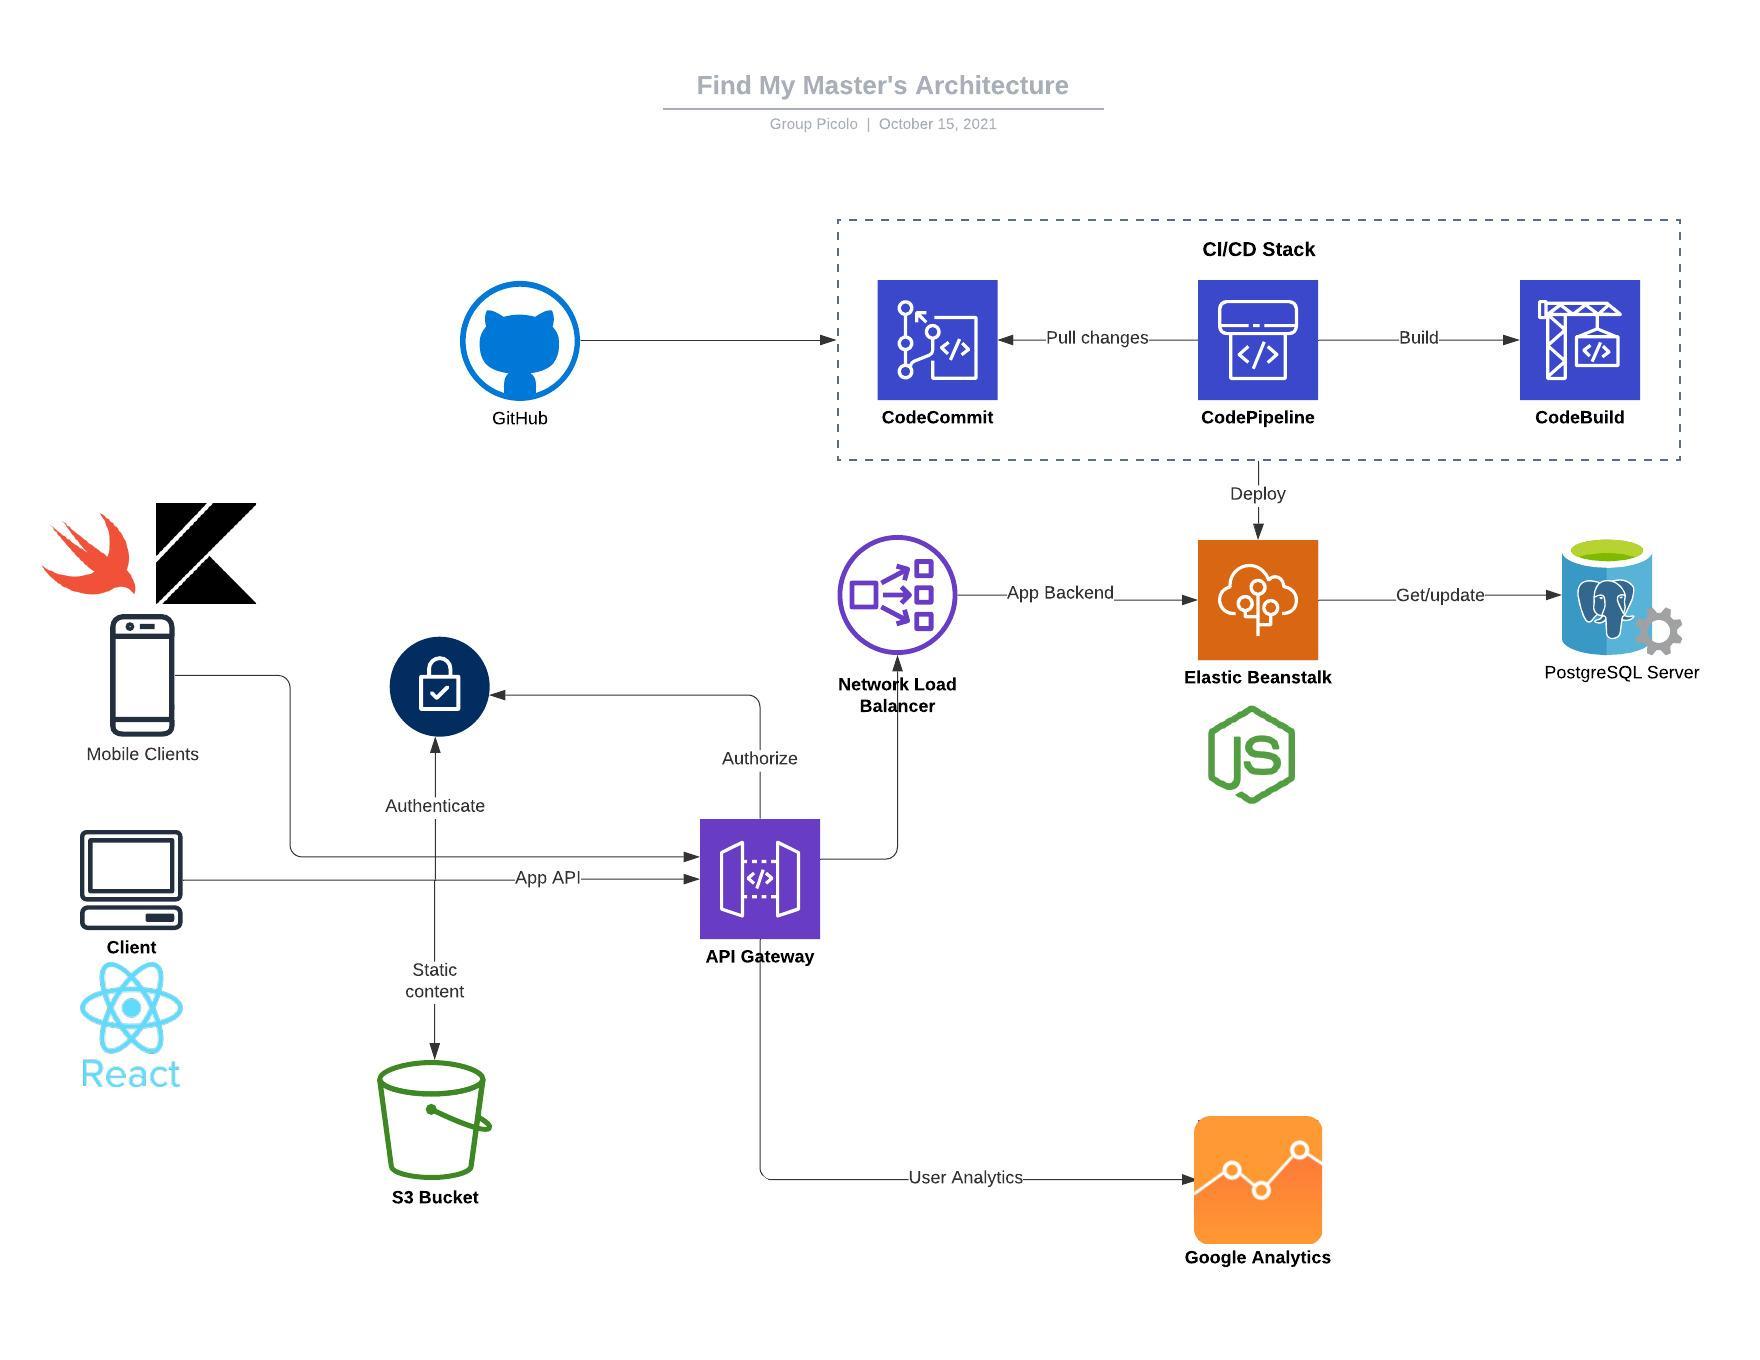 Find My Master's Architecture
Group Picolo | October 15, 2021
CI/CD Stack
GitHub
CodeCommit
Pull changes
CodePipeline
Build
CodeBuild
Deploy
Mobile Clients
Network Load
Balancer
App Backend
Elastic Beanstalk
Get/update
PostgreSQL Server
JS
Authorize
Authenticate
App API
Client
React
API Gateway
Static
content
S3 Bucket
User Analytics
Google Analytics